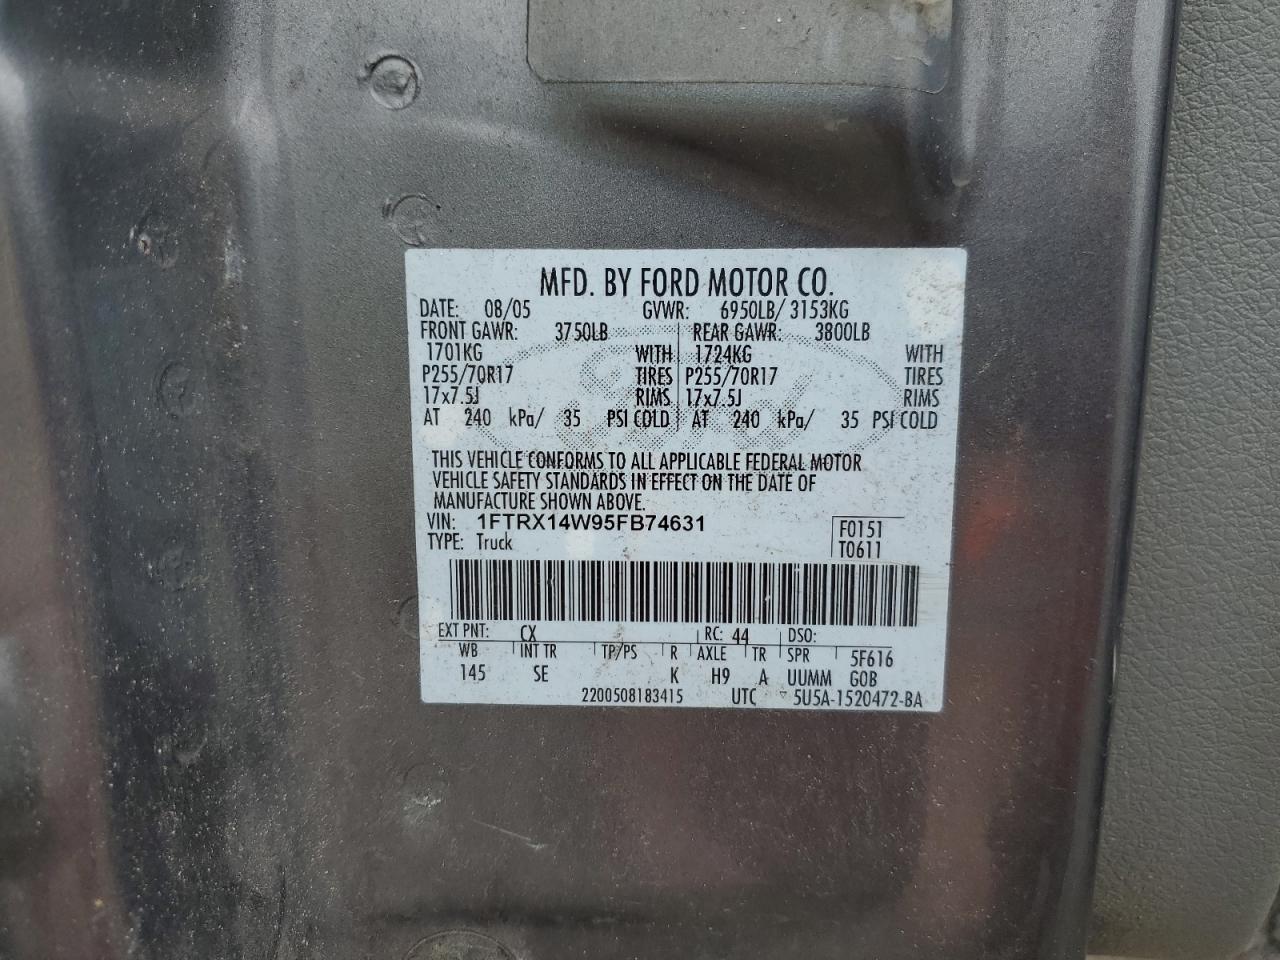 MFD. BY FORD MOTOR CO.
DATE: 08/05 GVWR: 6950LB/ 3153KG
FRONT GAWR: 3750LB REAR GAWR: 3800LB
1701KG WITH 1724KG WITH
P255/70R17 TIRES P255/70R17 TIRES
17x7.5J RIMS 17x7.5J RIMS
AT 240 kPa/ 35 PSI COLD AT 240 kPa/ 35 PSI COLD
THIS VEHICLE CONFORMS TO ALL APPLICABLE FEDERAL MOTOR
VEHICLE SAFETY STANDARDS IN EFFECT ON THE DATE OF
MANUFACTURE SHOWN ABOVE.
VIN: 1FTRX14W95FB74631 F0151
TYPE: Truck T0611
EXT PNT: CX RC: 44 DSO:
WB INT TR TP/PS R AXLE TR SPR 5F616
145 SE K H9 A UUMM GOB
2200508183415 UTC ▽ 5U5A-1520472-BA